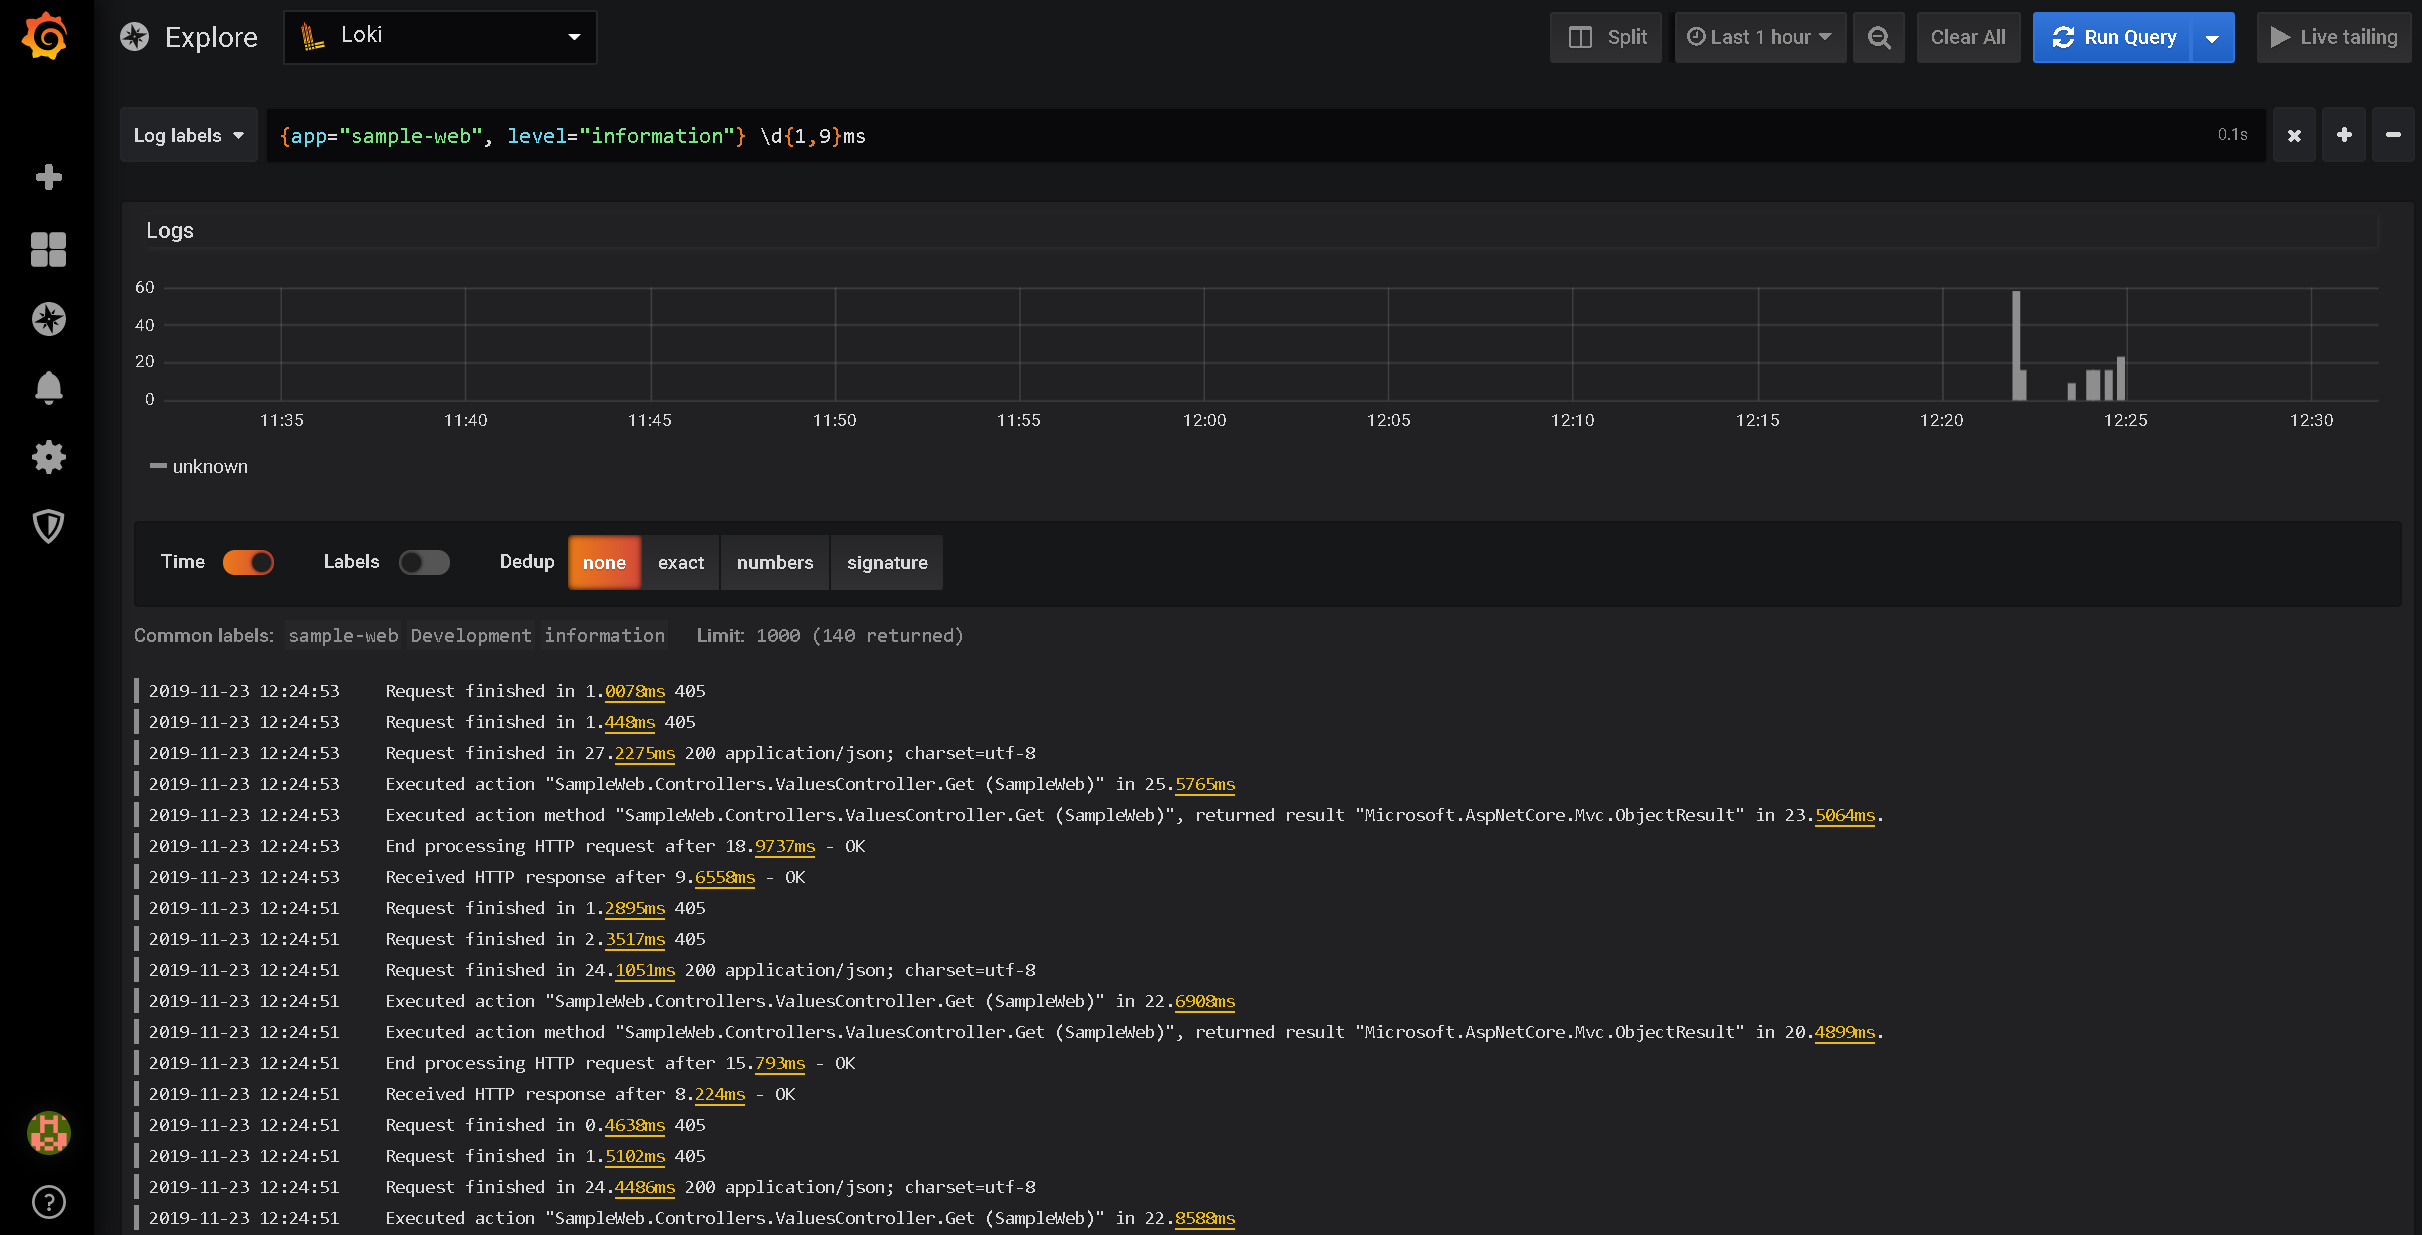 Explore Loki Split Last 1 hour Clear All Run Query Live tailing
Log labels {app="sample-web", level="information"} \d{1,9}ms 0.1s
Logs
60
40
20
0
11:35 11:40 11:45 11:50 11:55 12:00 12:05 12:10 12:15 12:20 12:25 12:30
unknown
Time Labels Dedup none exact numbers signature
Common labels: sample-web Development information Limit: 1000 (140 returned)
2019-11-23 12:24:53 Request finished in 1.0078ms 405
2019-11-23 12:24:53 Request finished in 1.448ms 405
2019-11-23 12:24:53 Request finished in 27.2275ms 200 application/json; charset=utf-8
2019-11-23 12:24:53 Executed action "SampleWeb.Controllers.ValuesController.Get (SampleWeb)" in 25.5765ms
2019-11-23 12:24:53 Executed action method "SampleWeb.Controllers.ValuesController.Get (SampleWeb)", returned result "Microsoft.AspNetCore.Mvc.ObjectResult" in 23.5064ms.
2019-11-23 12:24:53 End processing HTTP request after 18.9737ms - OK
2019-11-23 12:24:53 Received HTTP response after 9.6558ms - OK
2019-11-23 12:24:51 Request finished in 1.2895ms 405
2019-11-23 12:24:51 Request finished in 2.3517ms 405
2019-11-23 12:24:51 Request finished in 24.1051ms 200 application/json; charset=utf-8
2019-11-23 12:24:51 Executed action "SampleWeb.Controllers.ValuesController.Get (SampleWeb)" in 22.6908ms
2019-11-23 12:24:51 Executed action method "SampleWeb.Controllers.ValuesController.Get (SampleWeb)", returned result "Microsoft.AspNetCore.Mvc.ObjectResult" in 20.4899ms.
2019-11-23 12:24:51 End processing HTTP request after 15.793ms - OK
2019-11-23 12:24:51 Received HTTP response after 8.224ms - OK
2019-11-23 12:24:51 Request finished in 0.4638ms 405
2019-11-23 12:24:51 Request finished in 1.5102ms 405
2019-11-23 12:24:51 Request finished in 24.4486ms 200 application/json; charset=utf-8
2019-11-23 12:24:51 Executed action "SampleWeb.Controllers.ValuesController.Get (SampleWeb)" in 22.8588ms